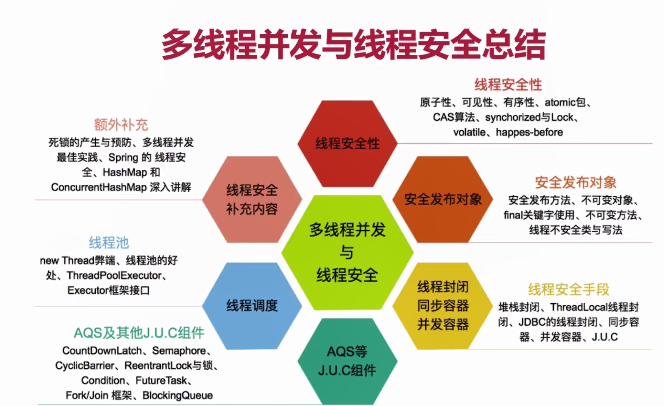 多线程并发与线程安全总结
线程安全性
原子性、可见性、有序性、atomic包、
CAS算法、synchorized与Lock、
volatile、happes-before
额外补充
死锁的产生与预防、多线程并发
最佳实践、Spring 的 线程安
全、HashMap 和
ConcurrentHashMap 深入讲解
线程安全性
线程安全
补充内容
安全发布对象
安全发布对象
安全发布方法、不可变对象、
final关键字使用、不可变方法、
线程不安全类与写法
多线程并发
与
线程安全
线程池
new Thread弊端、线程池的好
处、ThreadPoolExecutor、
Executor框架接口
线程调度
线程封闭
同步容器
并发容器
线程安全手段
堆栈封闭、ThreadLocal线程封
闭、JDBC的线程封闭、同步容
器、并发容器、J.U.C
AQS及其他J.U.C组件
CountDownLatch、Semaphore、
CyclicBarrier、ReentrantLock与锁、
Condition、FutureTask、
Fork/Join 框架、BlockingQueue
AQS等
J.U.C组件